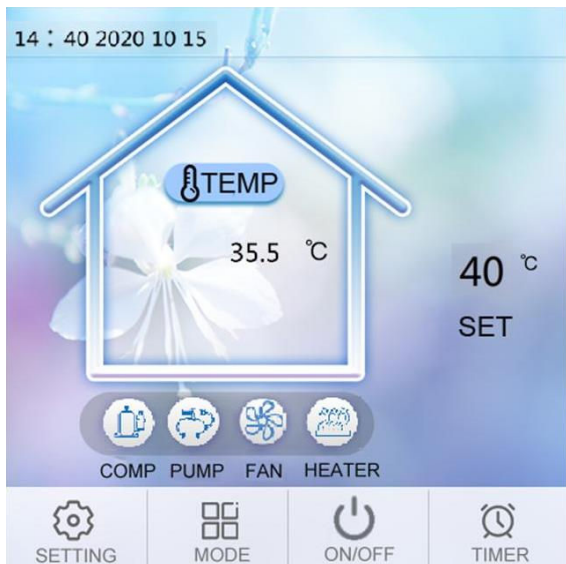 14：40 2020 10 15
TEMP
35.5 ℃
40 ℃
SET
COMP PUMP FAN HEATER
SETTING MODE ON/OFF TIMER